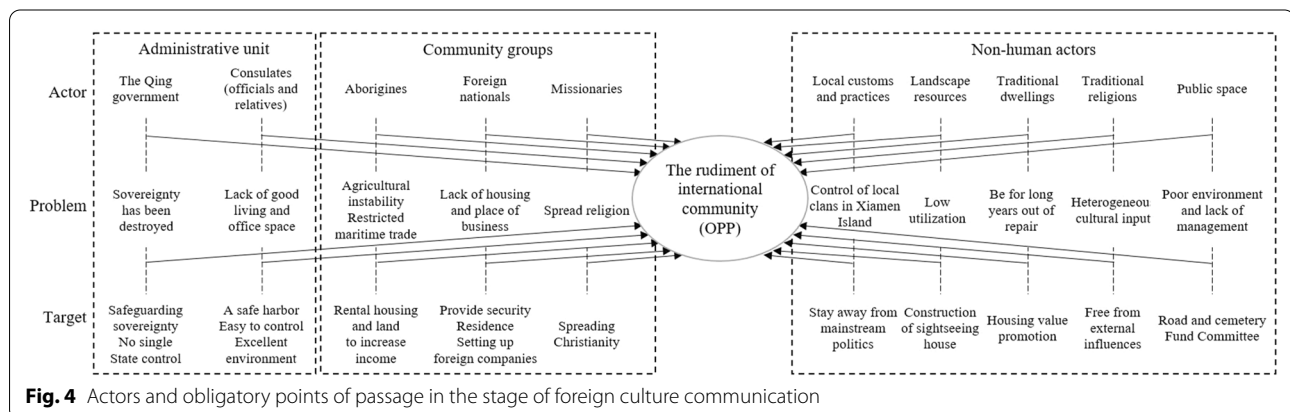 Administrative unit
Community groups
Non-human actors
Actor
The Qing
government
Consulates
(officials and
relatives)
Aborigines
Foreign
nationals
Missionaries
Local customs
and practices
Landscape
resources
Traditional
dwellings
Traditional
religions
Public space
The rudiment of
international
community
(OPP)
Problem
Sovereignty
has been
destroyed
Lack of good
living and
office space
Agricultural
instability
Restricted
maritime trade
Lack of housing
and place of
business
Spread religion
Control of local
clans in Xiamen
Island
Low
utilization
Be for long
years out of
repair
Heterogeneou
cultural input
Poor environment
and lack of
management
Target
Safeguarding
sovereignty
No single
State control
A safe harbor
Easy to control
Excellent
environment
Rental housing
and land
to increase
income
Provide security
Residence
Setting up
foreign companies
Spreading
Christianity
Stay away from
mainstream
politics
Construction
of sightseeing
house
Housing value
promotion
Free from
external
influences
Road and cemetery
Fund Committee
Fig. 4 Actors and obligatory points of passage in the stage of foreign culture communication